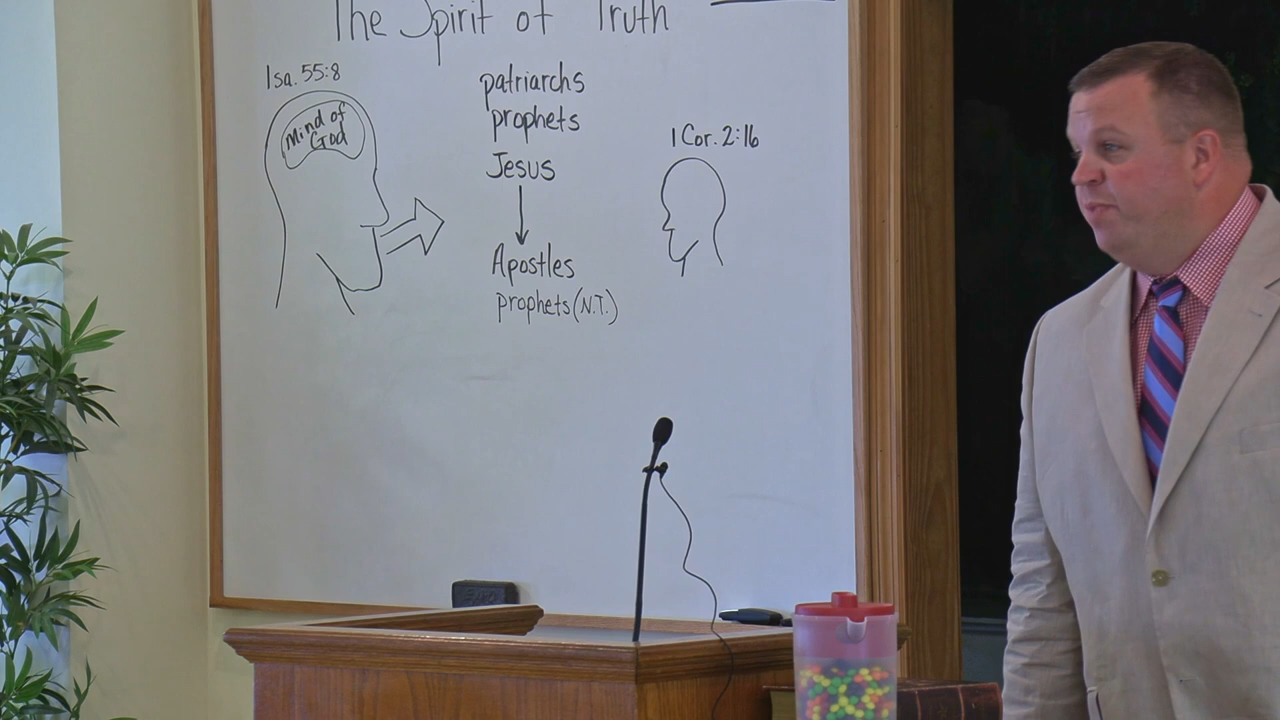 The Spirit of Truth
Isa. 55:8
Mind of
God
patriarchs
prophets
Jesus
Apostles
prophets (N.T.)
1 Cor. 2:16